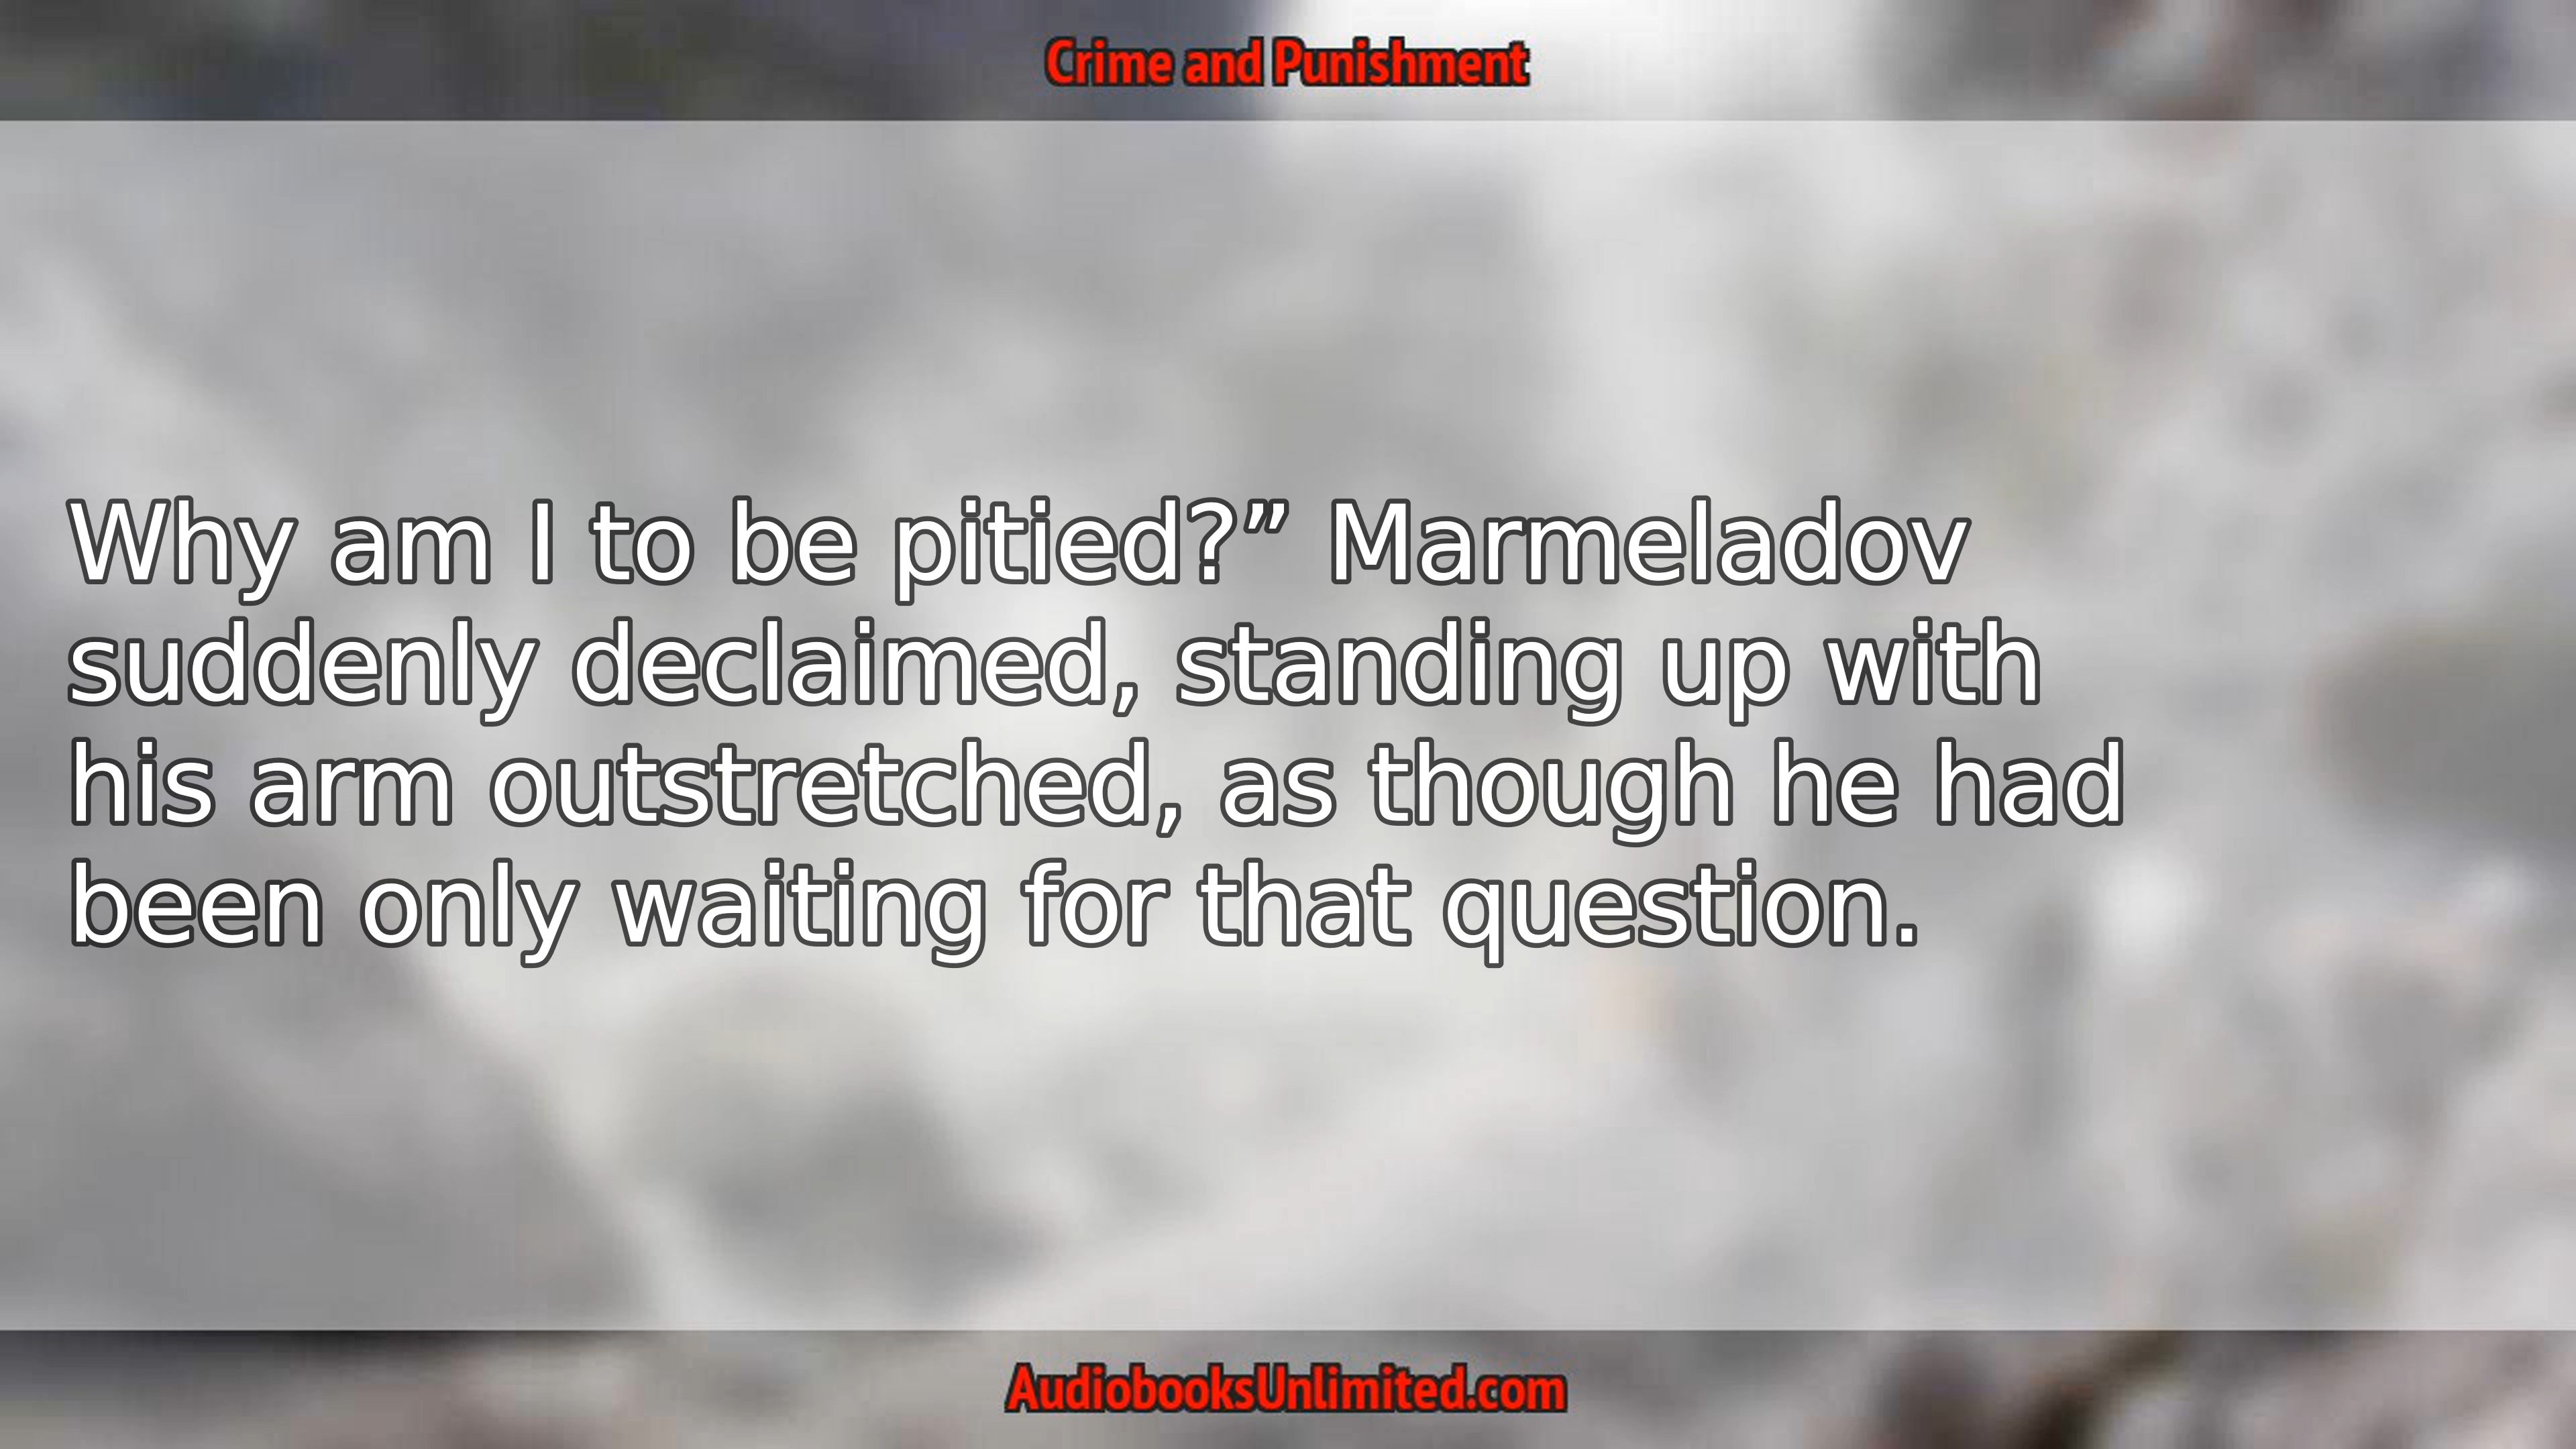 Crime and Punishment
Why am I to be pitied?” Marmeladov
suddenly declaimed, standing up with
his arm outstretched, as though he had
been only waiting for that question.
AudiobooksUnlimited.com